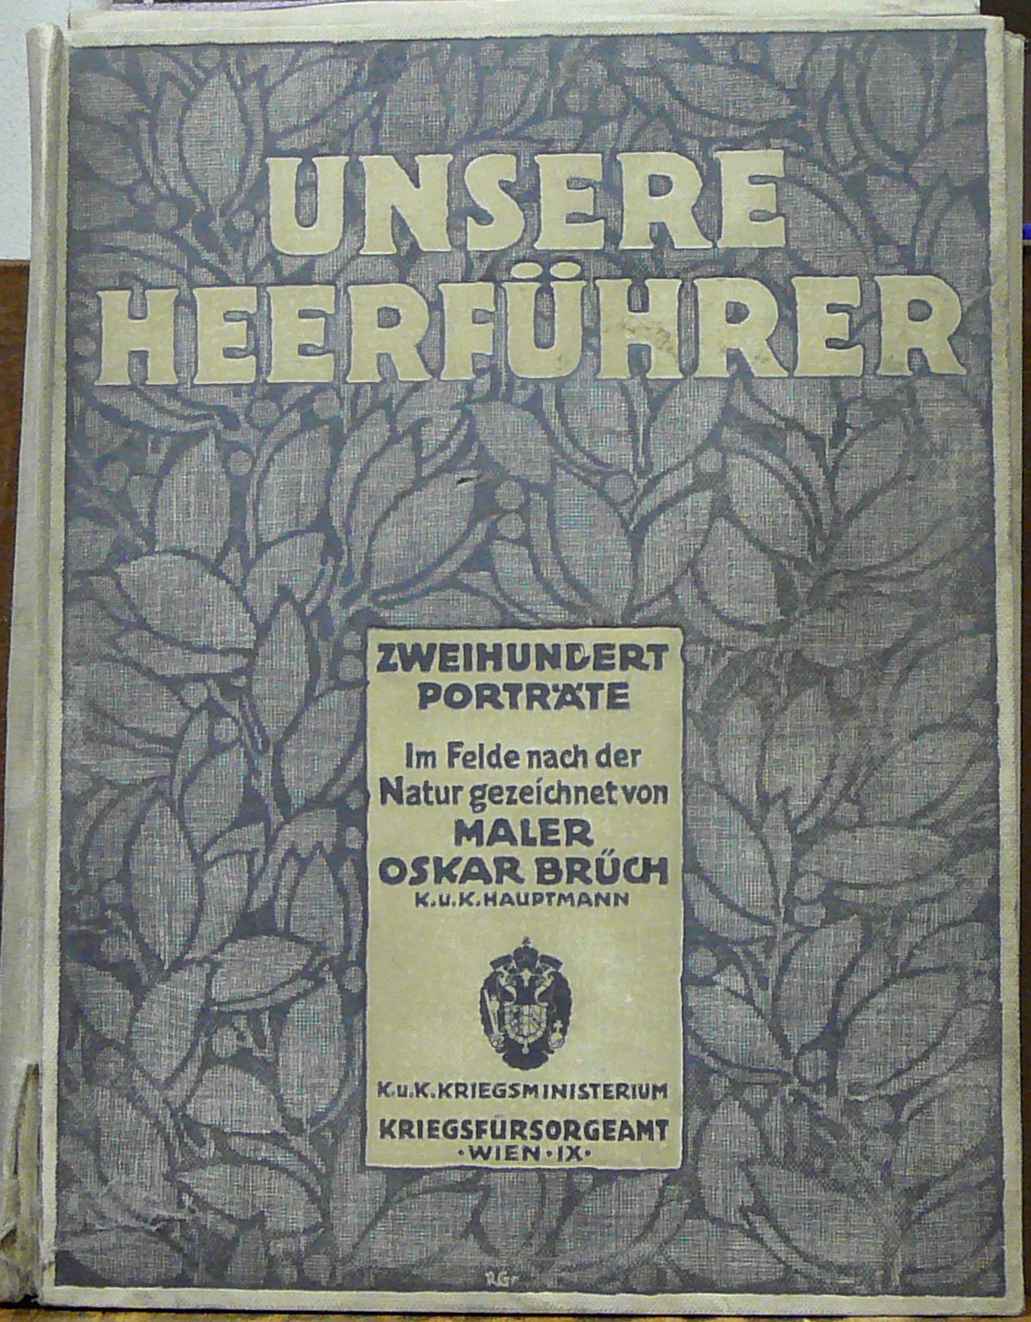 UNSERE
HEERFÜHRER
ZWEIHUNDERT
PORTRÄTE
Im Felde nach der
Natur gezeichnet von
MALER
OSKAR BRÜCH
K.u.K.HAUPTMANN
K.u.K.KRIEGSMINISTERIUM
KRIEGSFÜRSORGEAMT
·WIEN·IX·
RGr